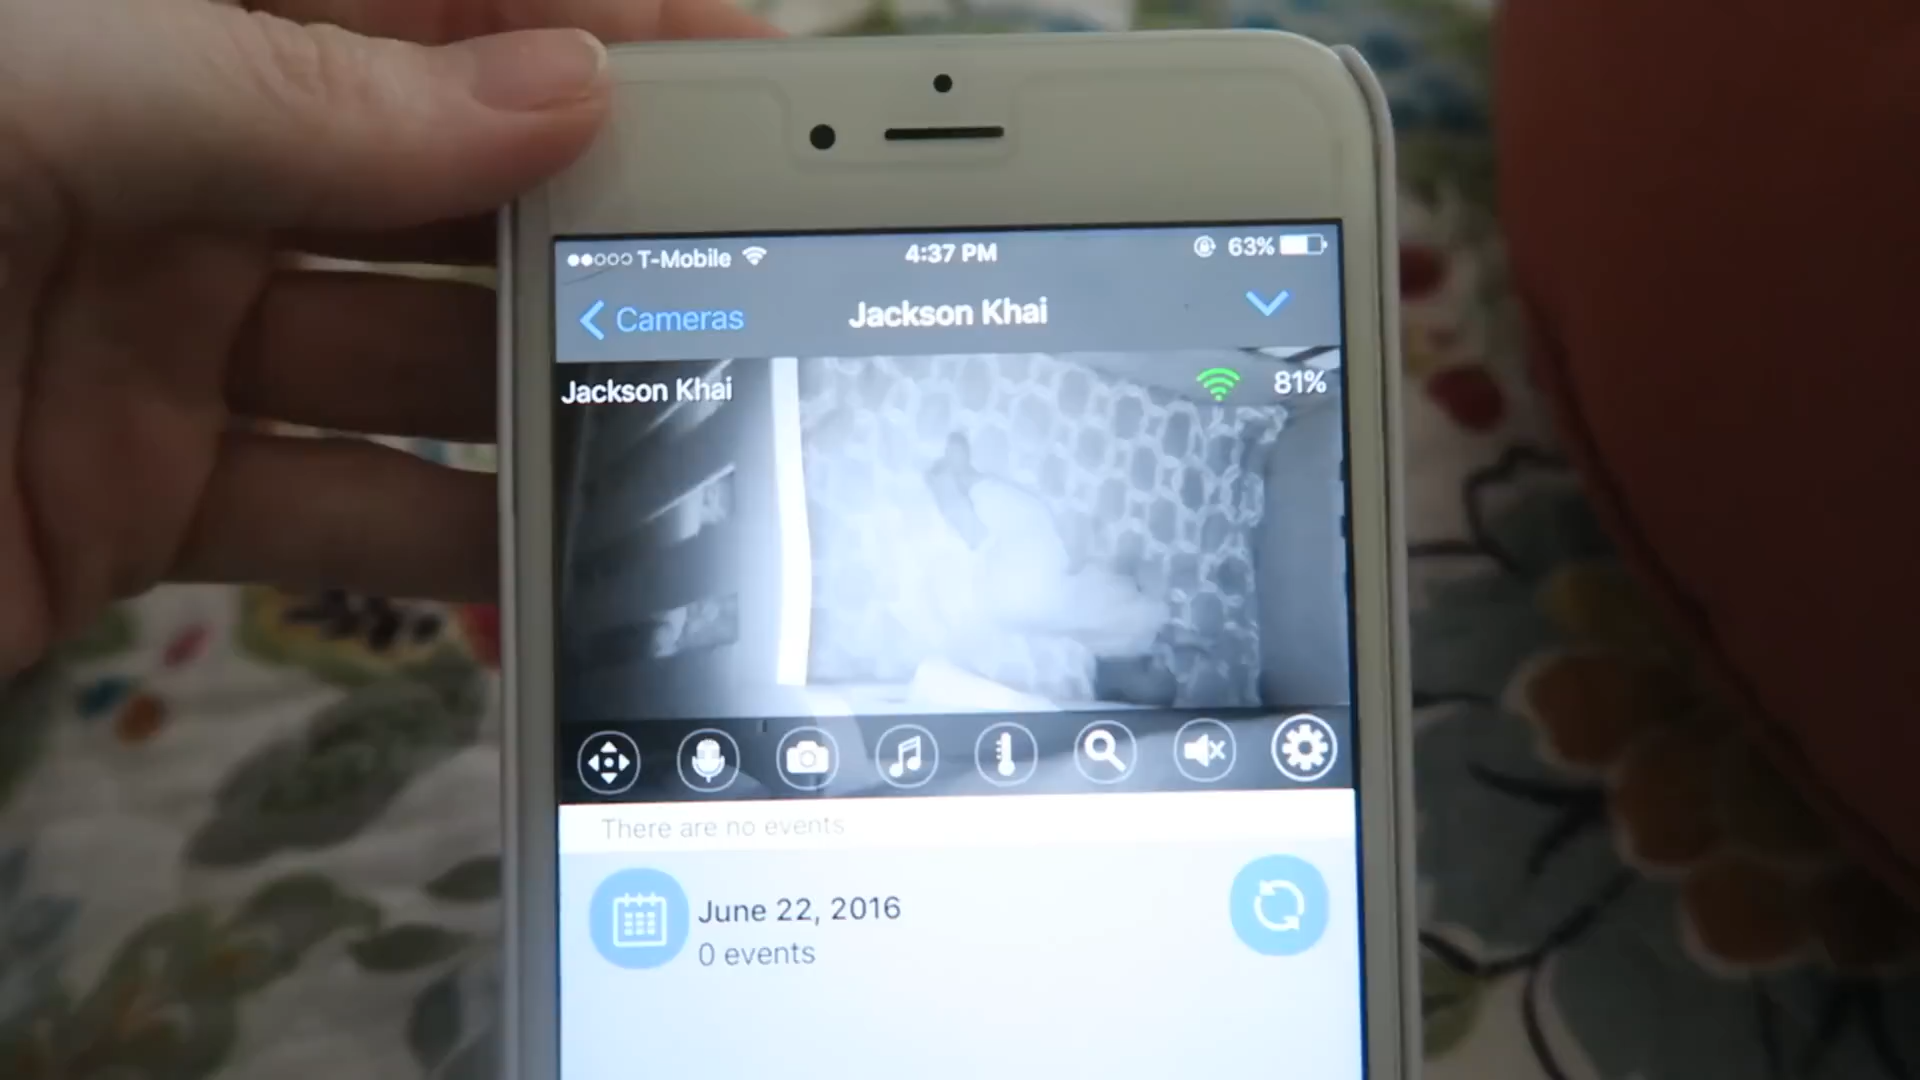 T-Mobile 4:37 PM 63%
Cameras Jackson Khai
Jackson Khai 81%
There are no events
June 22, 2016
0 events